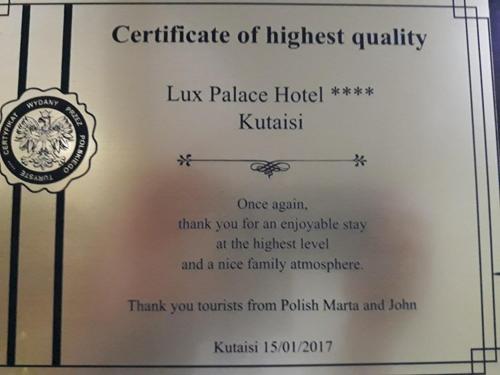 Certificate of highest quality
Lux Palace Hotel ****
Kutaisi
CERTYFIKAT WYDANY PRZEZ POLSKIEGO TURYSTĘ
Once again,
thank you for an enjoyable stay
at the highest level
and a nice family atmosphere.
Thank you tourists from Polish Marta and John
Kutaisi 15/01/2017